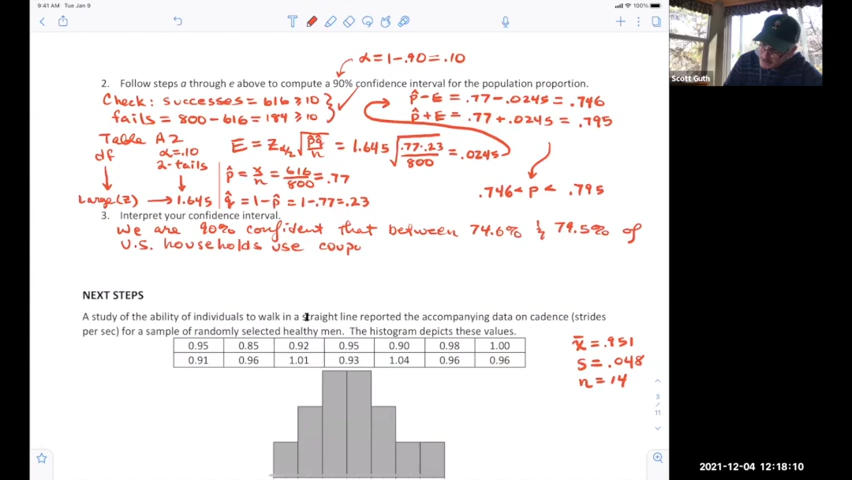 9:41 AM Tue Jan 9
100%
α = 1-.90 = .10
2. Follow steps a through e above to compute a 90% confidence interval for the population proportion.
Check: successes = 616 ≥ 10
fails = 800 - 616 = 184 ≥ 10
p̂ - E = .77 - .0245 = .746
p̂ + E = .77 + .0245 = .795
Table A2
df α=.10
2-tails
Large(Z) → 1.645
E = Z α/2 √(p̂q̂/n) = 1.645 √(.77·.23/800) = .0245
p̂ = x/n = 616/800 = .77
q̂ = 1-p̂ = 1-.77=.23
.746 < p < .795
3. Interpret your confidence interval.
We are 90% confident that between 74.6% & 79.5% of
U.S. households use coupo
NEXT STEPS
A study of the ability of individuals to walk in a straight line reported the accompanying data on cadence (strides
per sec) for a sample of randomly selected healthy men. The histogram depicts these values.
0.95 0.85 0.92 0.95 0.90 0.98 1.00
0.91 0.96 1.01 0.93 1.04 0.96 0.96
x̄ = .951
s = .048
n = 14
3
/
11
Scott Guth
2021-12-04 12:18:10